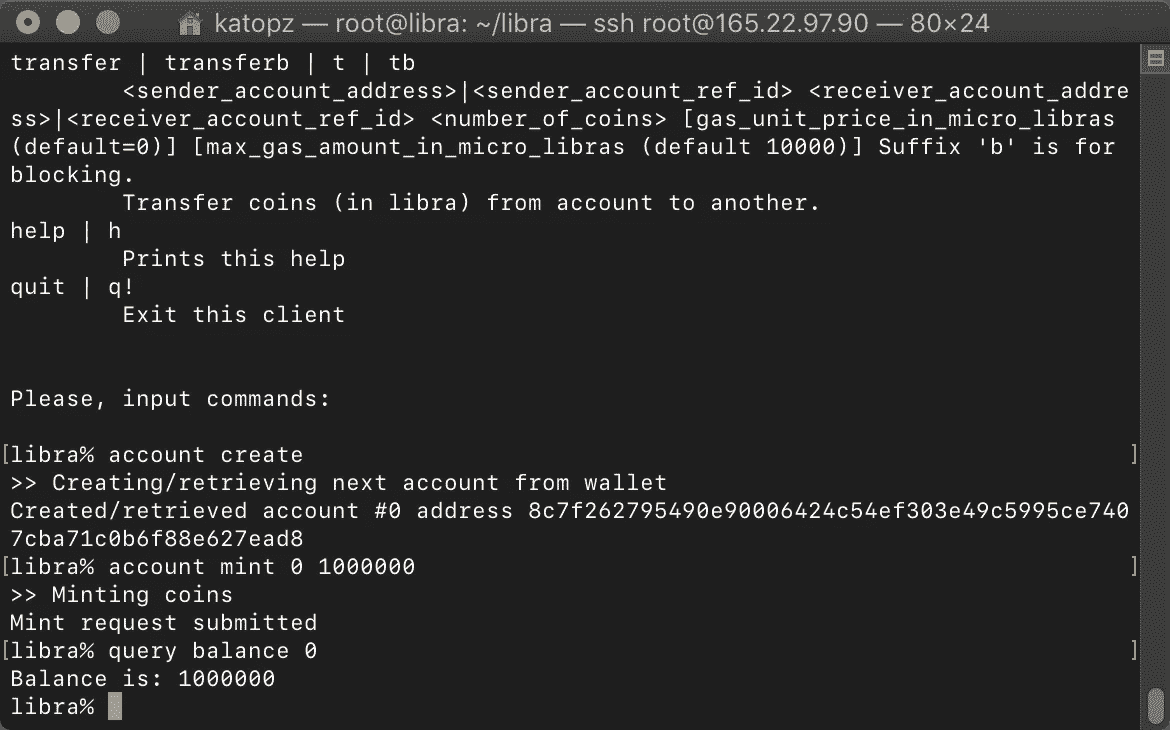 katopz — root@libra: ~/libra — ssh root@165.22.97.90 — 80×24
transfer | transferb | t | tb
        <sender_account_address>|<sender_account_ref_id> <receiver_account_addre
ss>|<receiver_account_ref_id> <number_of_coins> [gas_unit_price_in_micro_libras
(default=0)] [max_gas_amount_in_micro_libras (default 10000)] Suffix 'b' is for
blocking.
        Transfer coins (in libra) from account to another.
help | h
        Prints this help
quit | q!
        Exit this client
Please, input commands:
[libra% account create ]
>> Creating/retrieving next account from wallet
Created/retrieved account #0 address 8c7f262795490e90006424c54ef303e49c5995ce740
7cba71c0b6f88e627ead8
[libra% account mint 0 1000000 ]
>> Minting coins
Mint request submitted
[libra% query balance 0 ]
Balance is: 1000000
libra%